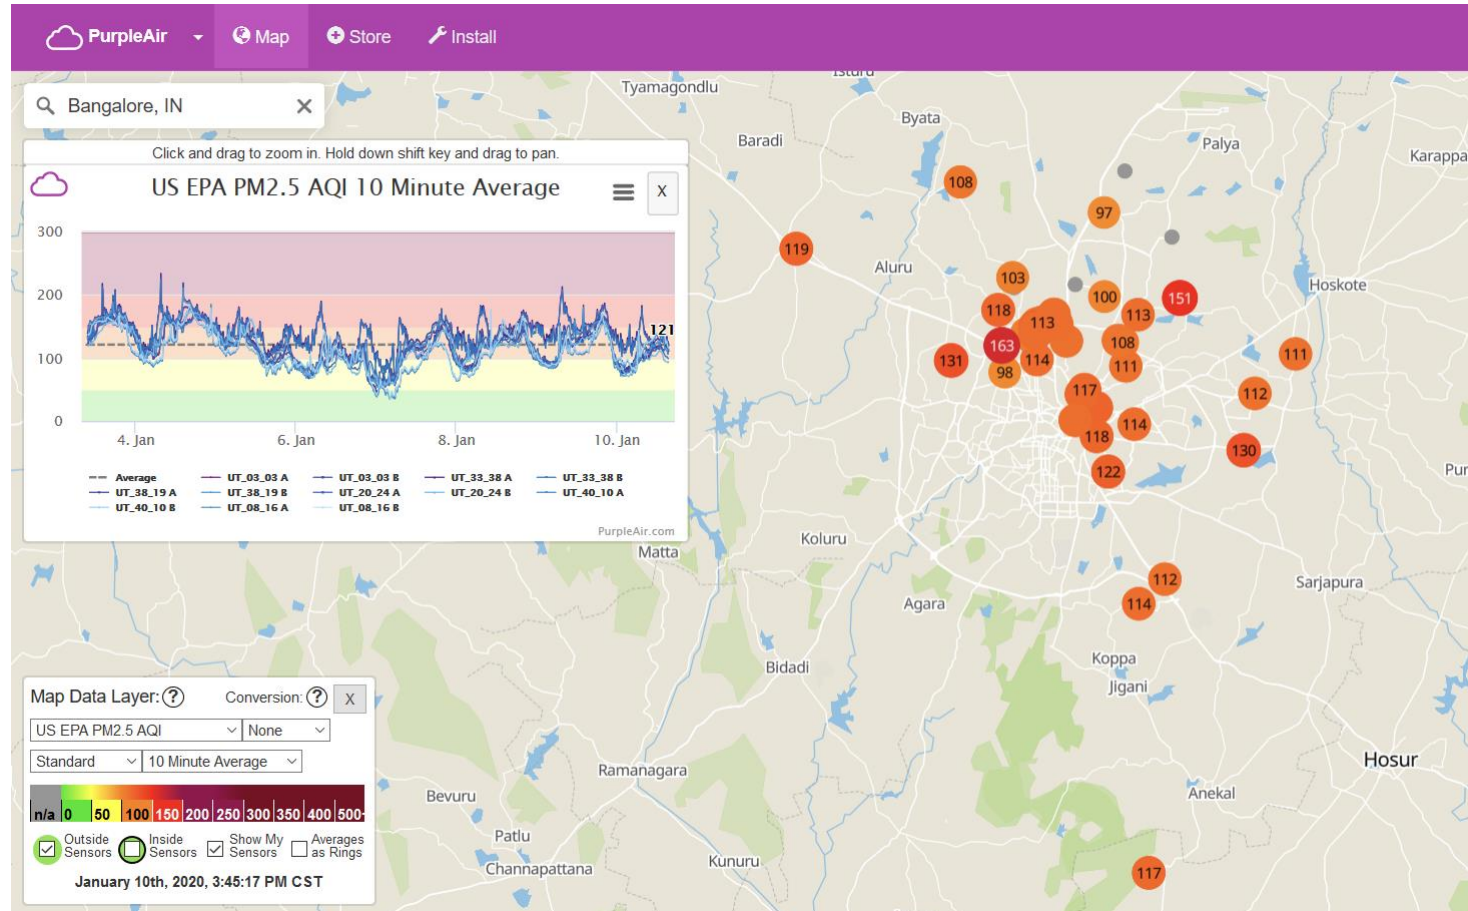 PurpleAir Map Store Install
Bangalore, IN
Click and drag to zoom in. Hold down shift key and drag to pan.
US EPA PM2.5 AQI 10 Minute Average X
300
200
121
100
0
4. Jan 6. Jan 8. Jan 10. Jan
Average UT_03_03 A UT_03_03 B UT_33_38 A UT_33_38 B
UT_38_19 A UT_38_19 B UT_20_24 A UT_20_24 B UT_40_10 A
UT_40_10 B UT_08_16 A UT_08_16 B
PurpleAir.com
Map Data Layer: ? Conversion: ? X
US EPA PM2.5 AQI None
Standard 10 Minute Average
n/a 0 50 100 150 200 250 300 350 400 500+
Outside Sensors Inside Sensors Show My Sensors Averages as Rings
January 10th, 2020, 3:45:17 PM CST
Tyamagondlu
Byata
Baradi
Palya
Karappa
108
97
119
Aluru
103
Hoskote
118
100
151
113
113
163
108
131
114
98
111
111
117
112
118
114
130
122
Koluru
Matta
112
114
Sarjapura
Agara
Koppa
Bidadi
Jigani
Hosur
Ramanagara
Bevuru
Anekal
Patlu
Channapattana
Kunuru
117